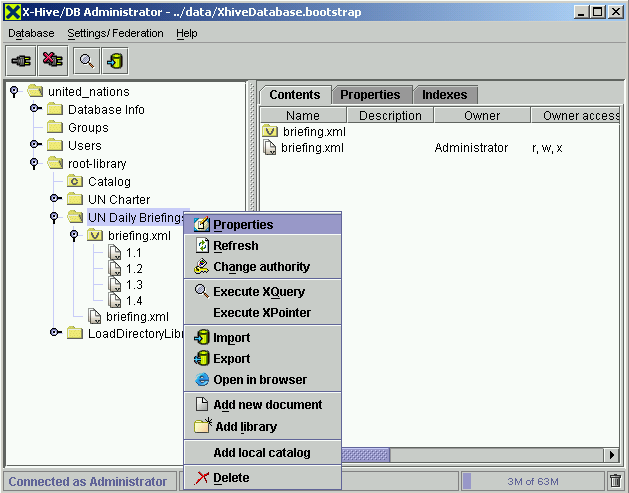 X-Hive/DB Administrator - ../data/XhiveDatabase.bootstrap
Database Settings/ Federation Help
united_nations
Database Info
Groups
Users
root-library
Catalog
UN Charter
UN Daily Briefings
briefing.xml
1.1
1.2
1.3
1.4
briefing.xml
LoadDirectoryLib
Contents Properties Indexes
Name Description Owner Owner access
briefing.xml
briefing.xml Administrator r, w, x
Properties
Refresh
Change authority
Execute XQuery
Execute XPointer
Import
Export
Open in browser
Add new document
Add library
Add local catalog
Delete
Connected as Administrator
3M of 63M